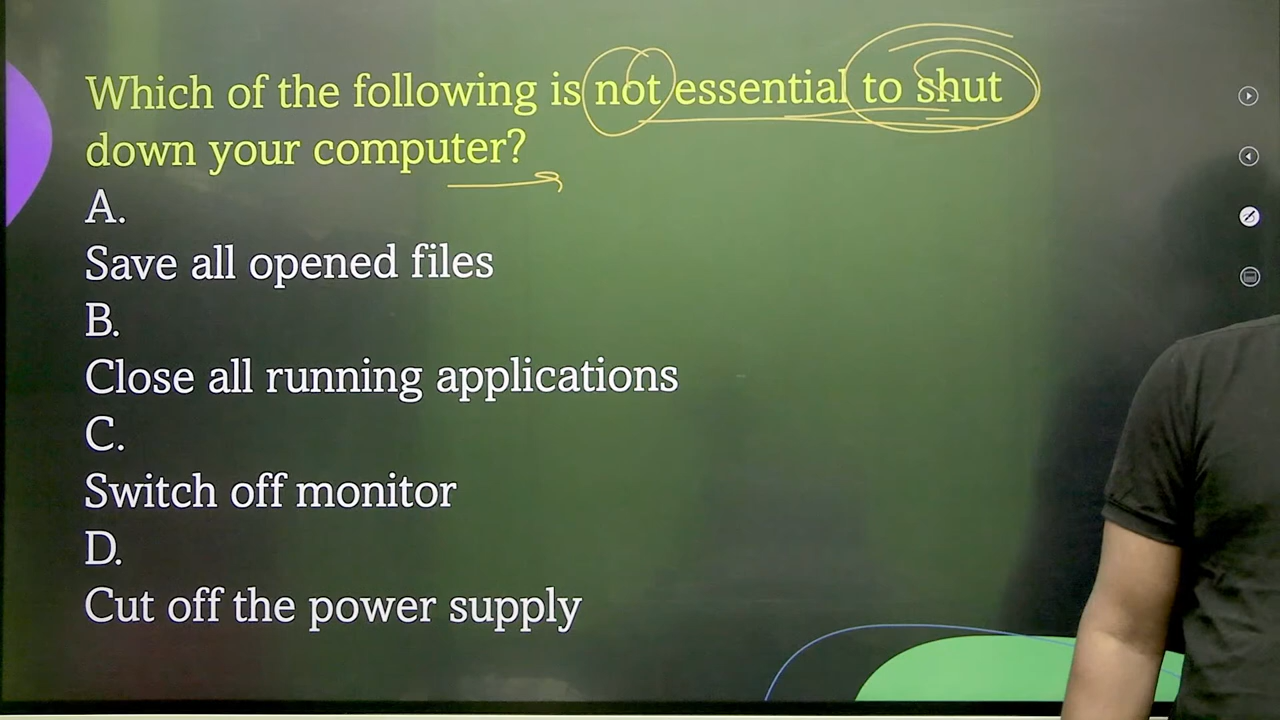 Which of the following is not essential to shut
down your computer?
A.
Save all opened files
B.
Close all running applications
C.
Switch off monitor
D.
Cut off the power supply